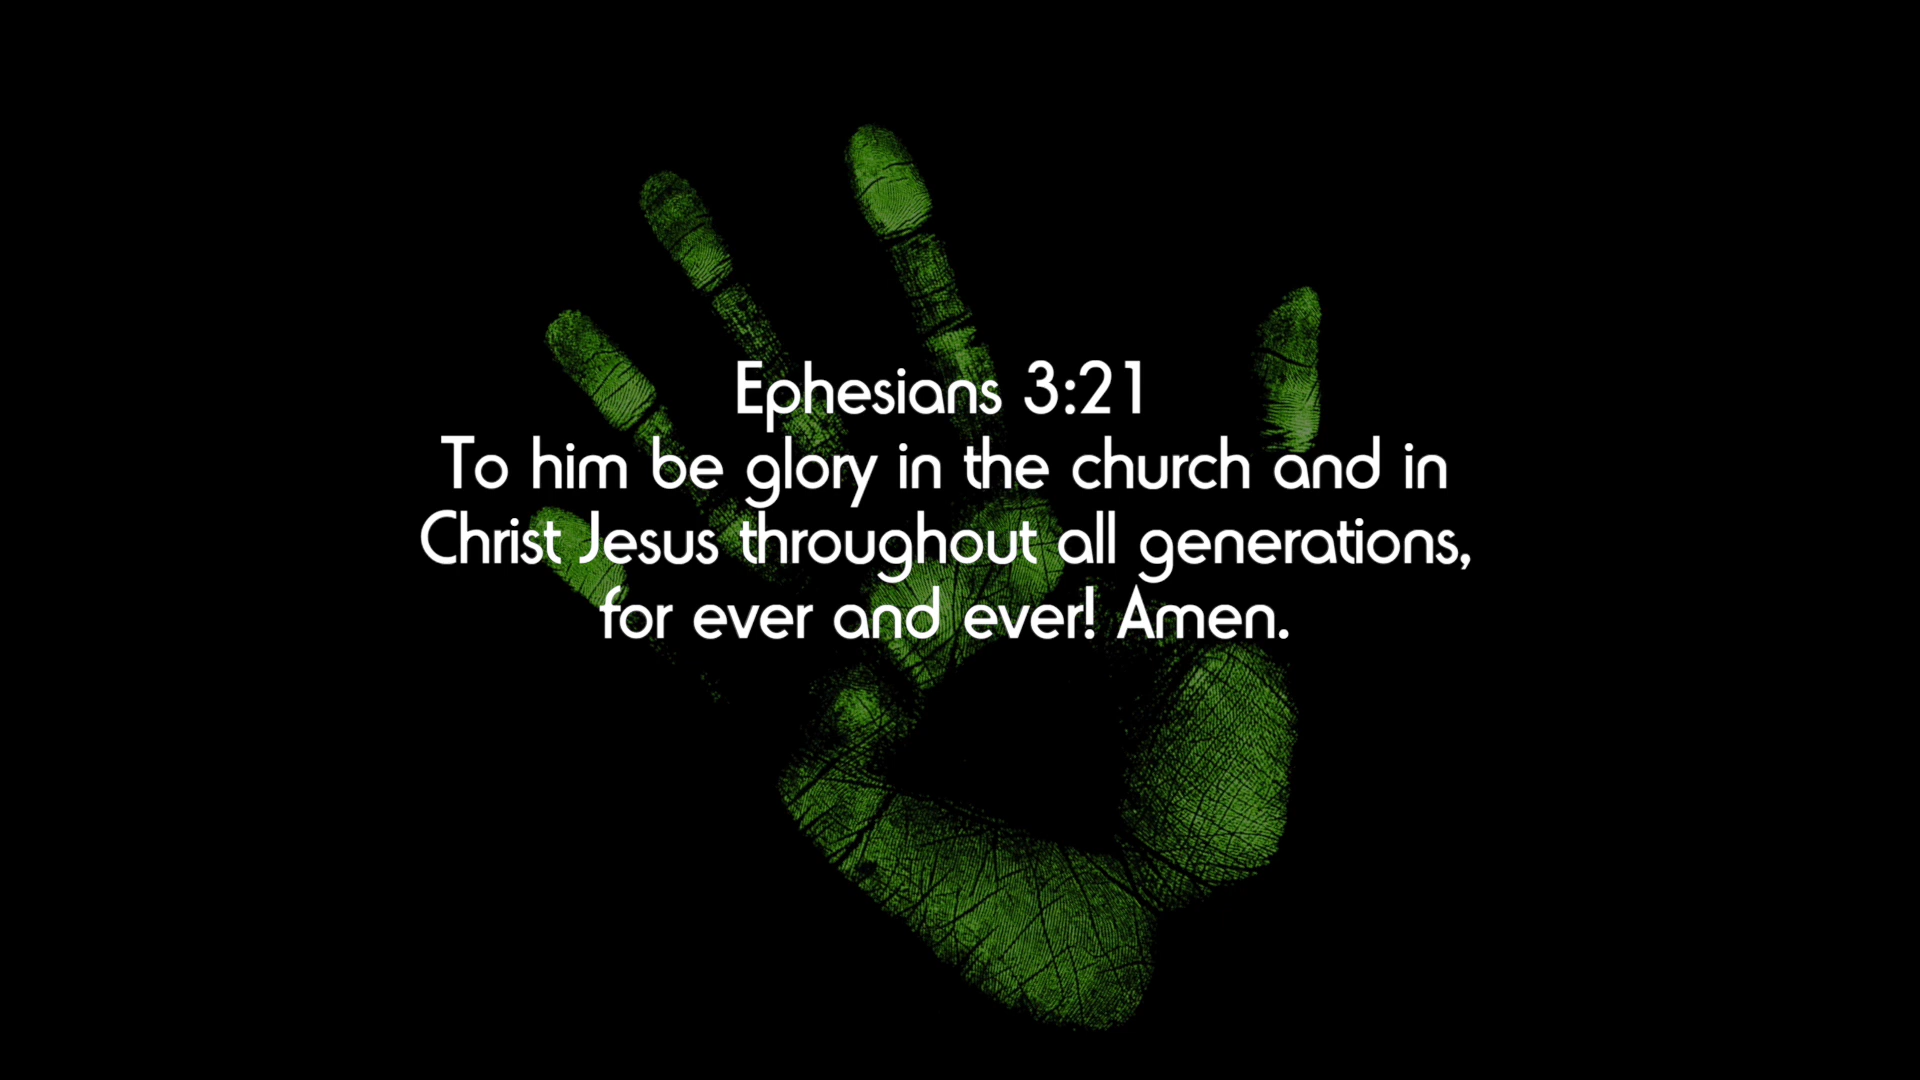 Ephesians 3:21
To him be glory in the church and in
Christ Jesus throughout all generations,
for ever and ever! Amen.